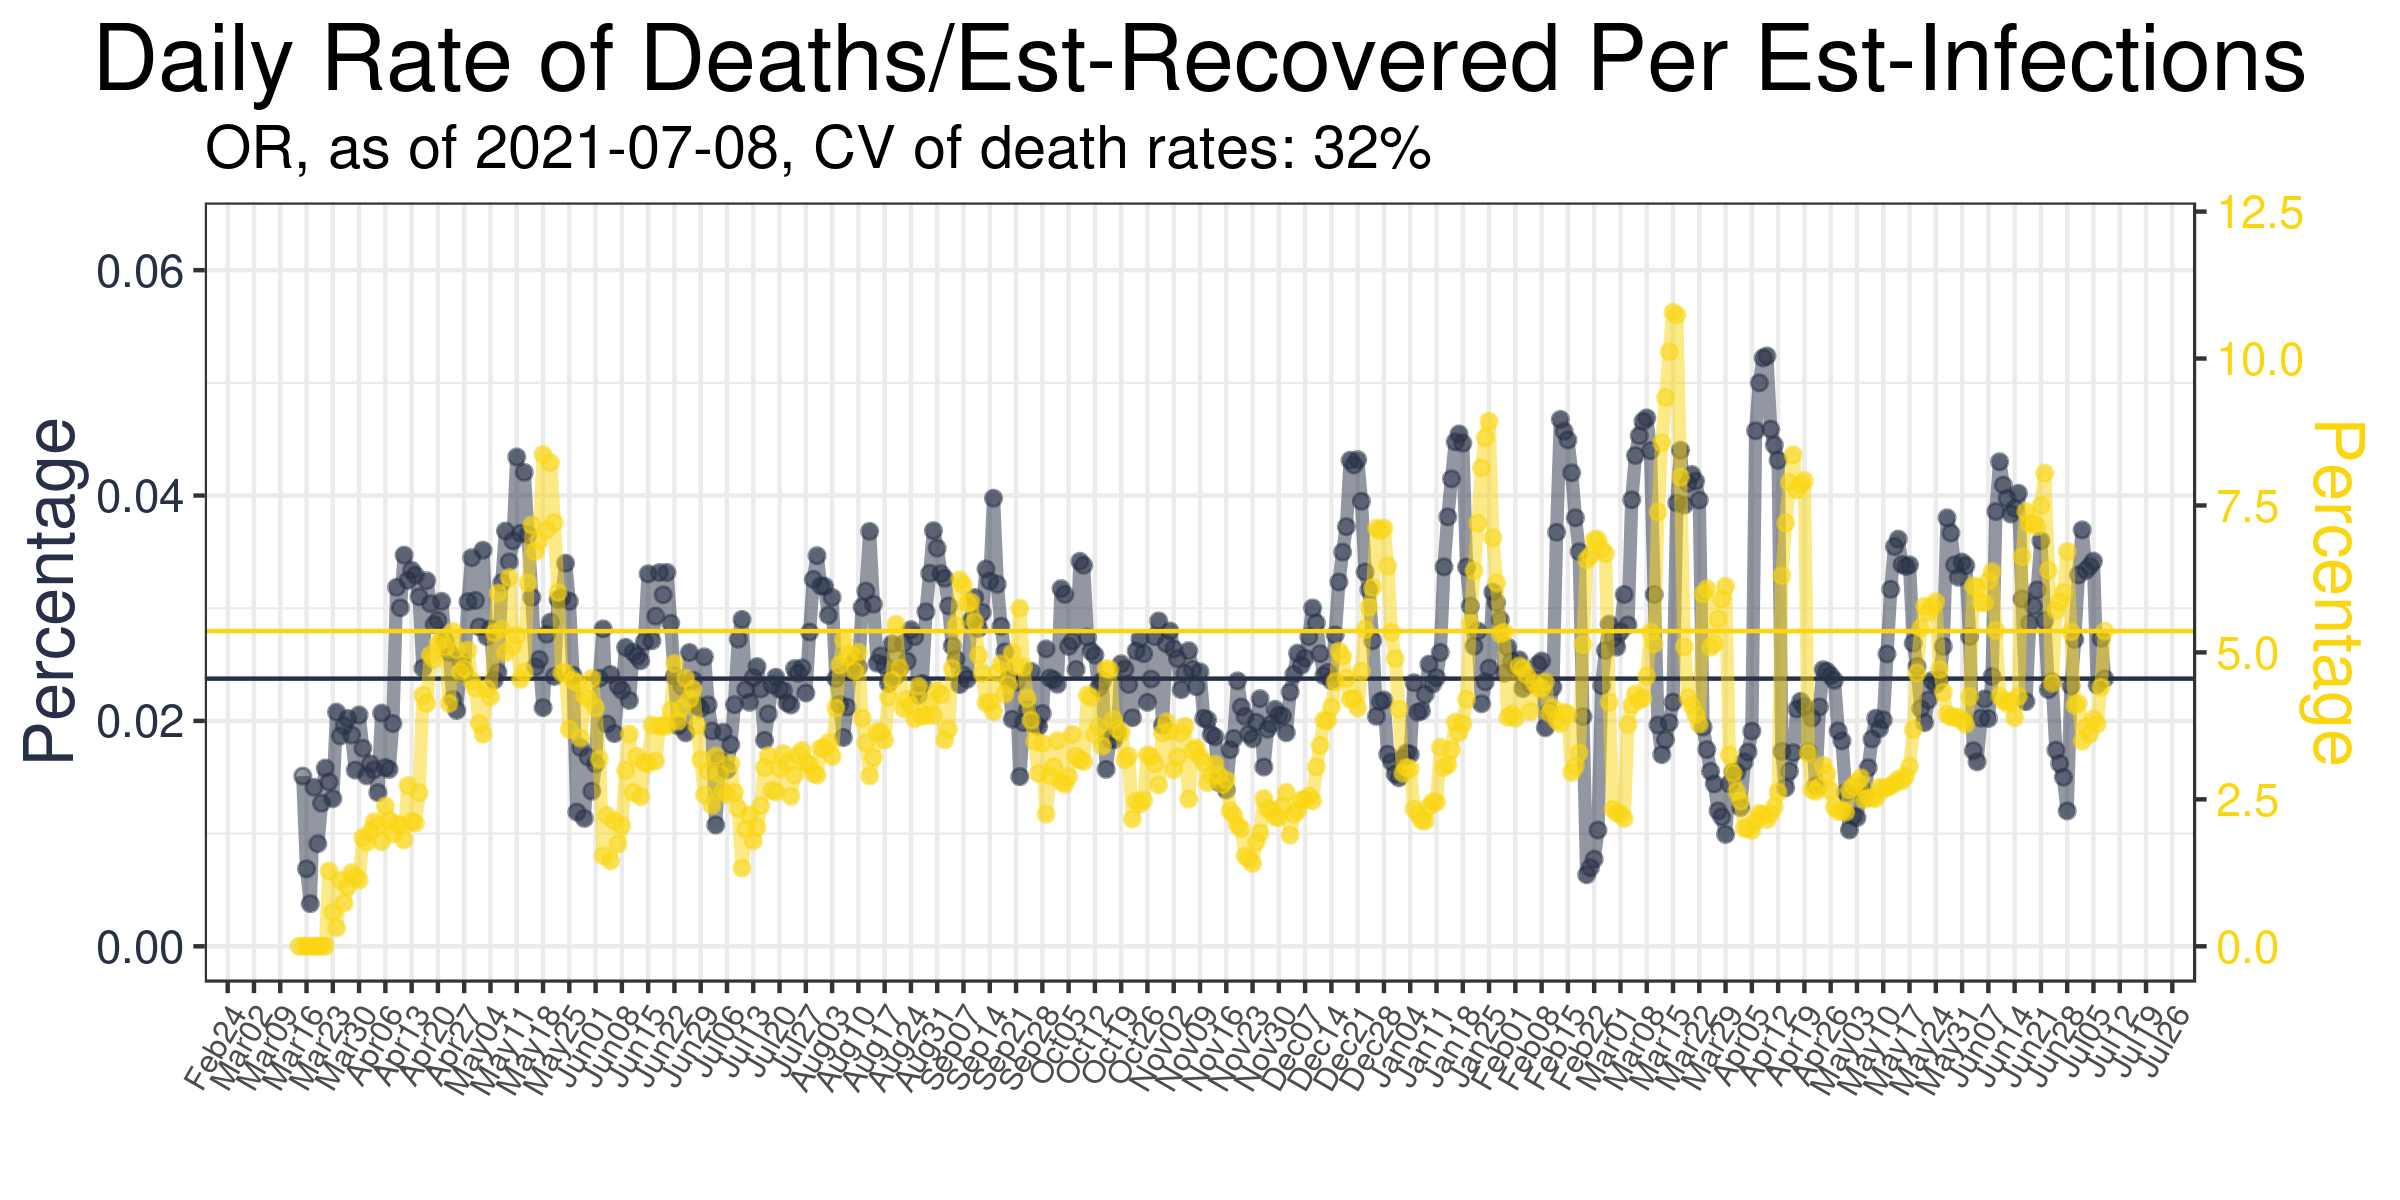 Daily Rate of Deaths/Est-Recovered Per Est-Infections
OR, as of 2021-07-08, CV of death rates: 32%
Percentage
0.06
0.04
0.02
0.00
12.5
10.0
7.5
5.0
2.5
0.0
Percentage
Feb24
Mar02
Mar09
Mar16
Mar23
Mar30
Apr06
Apr13
Apr20
Apr27
May04
May11
May18
May25
Jun01
Jun08
Jun15
Jun22
Jun29
Jul06
Jul13
Jul20
Jul27
Aug03
Aug10
Aug17
Aug24
Aug31
Sep07
Sep14
Sep21
Sep28
Oct05
Oct12
Oct19
Oct26
Nov02
Nov09
Nov16
Nov23
Nov30
Dec07
Dec14
Dec21
Dec28
Jan04
Jan11
Jan18
Jan25
Feb01
Feb08
Feb15
Feb22
Mar01
Mar08
Mar15
Mar22
Mar29
Apr05
Apr12
Apr19
Apr26
May03
May10
May17
May24
May31
Jun07
Jun14
Jun21
Jun28
Jul05
Jul12
Jul19
Jul26